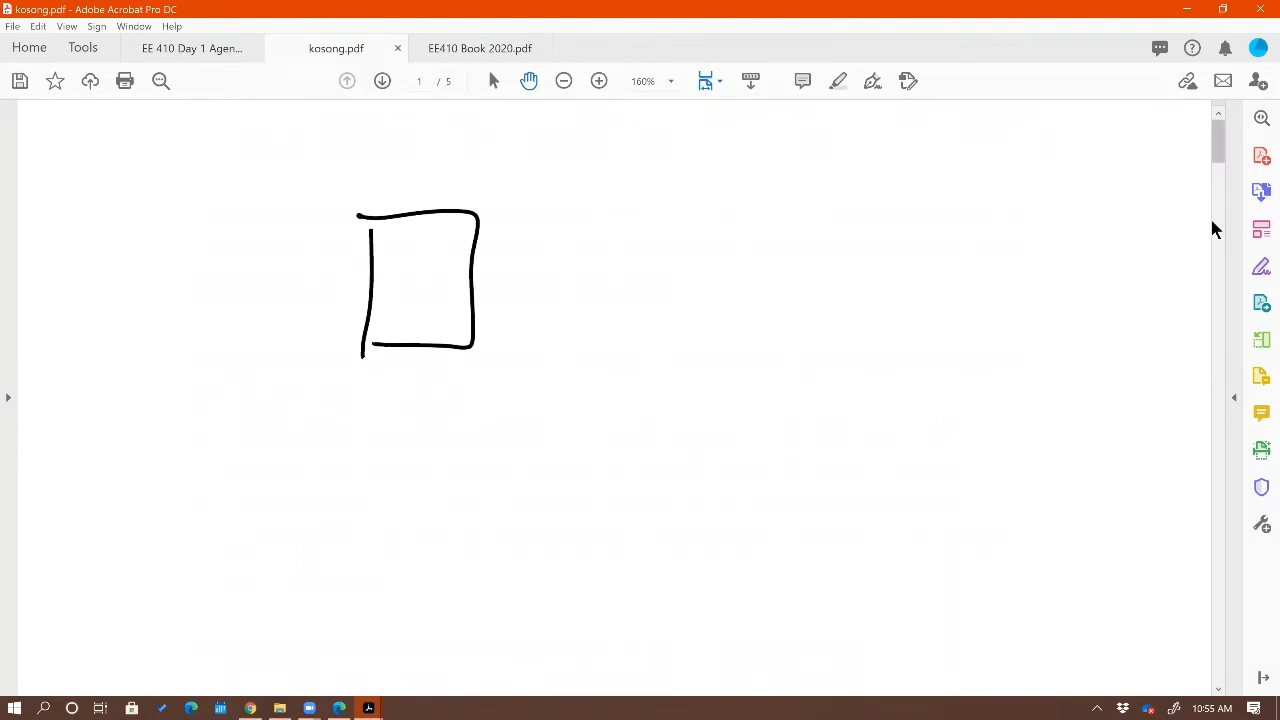 kosong.pdf - Adobe Acrobat Pro DC
File Edit View Sign Window Help
Home Tools EE 410 Day 1 Agen... kosong.pdf × EE410 Book 2020.pdf
1 / 5 160%
10:55 AM